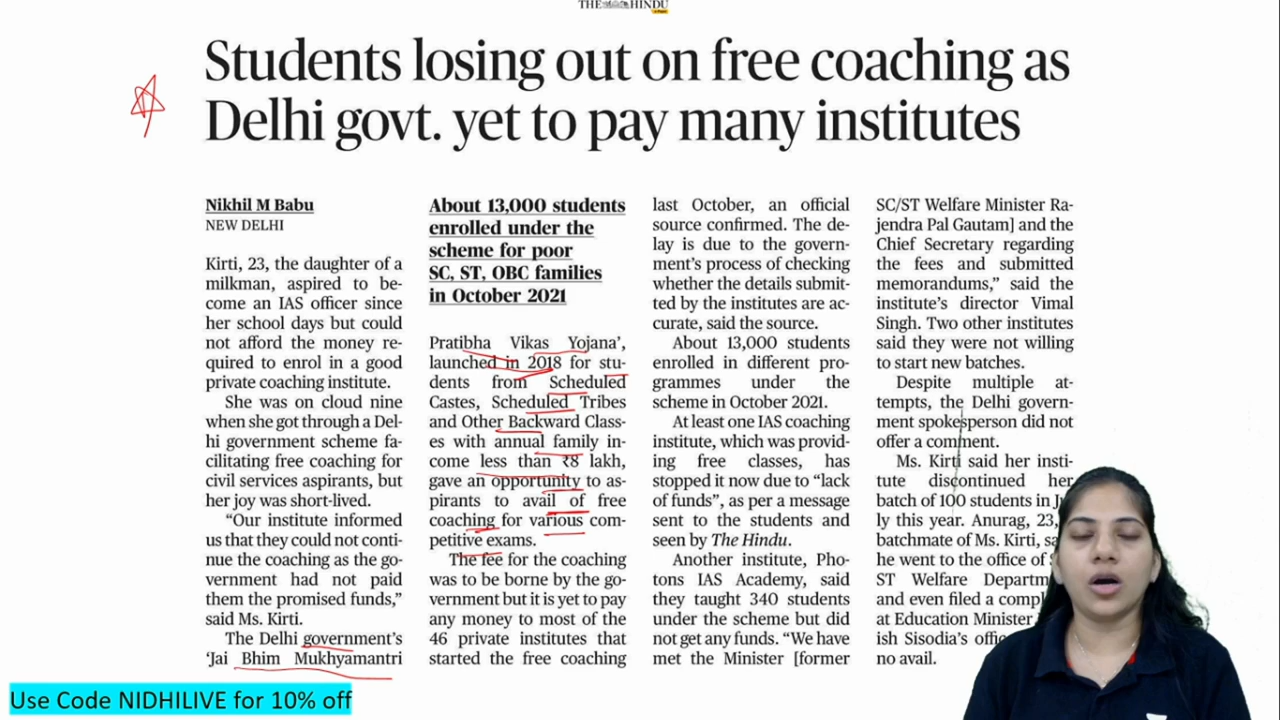 THE HINDU
Students losing out on free coaching as
Delhi govt. yet to pay many institutes
Nikhil M Babu
NEW DELHI
Kirti, 23, the daughter of a
milkman, aspired to be-
come an IAS officer since
her school days but could
not afford the money re-
quired to enrol in a good
private coaching institute.
She was on cloud nine
when she got through a Del-
hi government scheme fa-
cilitating free coaching for
civil services aspirants, but
her joy was short-lived.
“Our institute informed
us that they could not conti-
nue the coaching as the go-
vernment had not paid
them the promised funds,”
said Ms. Kirti.
The Delhi government’s
‘Jai Bhim Mukhyamantri
About 13,000 students
enrolled under the
scheme for poor
SC, ST, OBC families
in October 2021
Pratibha Vikas Yojana’,
launched in 2018 for stu-
dents from Scheduled
Castes, Scheduled Tribes
and Other Backward Class-
es with annual family in-
come less than ₹8 lakh,
gave an opportunity to as-
pirants to avail of free
coaching for various com-
petitive exams.
The fee for the coaching
was to be borne by the go-
vernment but it is yet to pay
any money to most of the
46 private institutes that
started the free coaching
last October, an official
source confirmed. The de-
lay is due to the govern-
ment’s process of checking
whether the details submit-
ted by the institutes are ac-
curate, said the source.
About 13,000 students
enrolled in different pro-
grammes under the
scheme in October 2021.
At least one IAS coaching
institute, which was provid-
ing free classes, has
stopped it now due to “lack
of funds”, as per a message
sent to the students and
seen by The Hindu.
Another institute, Pho-
tons IAS Academy, said
they taught 340 students
under the scheme but did
not get any funds. “We have
met the Minister [former
SC/ST Welfare Minister Ra-
jendra Pal Gautam] and the
Chief Secretary regarding
the fees and submitted
memorandums,” said the
institute’s director Vimal
Singh. Two other institutes
said they were not willing
to start new batches.
Despite multiple at-
tempts, the Delhi govern-
ment spokesperson did not
offer a comment.
Ms. Kirti said her insti-
tute discontinued her
batch of 100 students in
ly this year. Anurag, 23,
batchmate of Ms. Kirti,
he went to the office of
ST Welfare
and even filed a
at Education Minister
ish Sisodia’s
no avail.
Use Code NIDHILIVE for 10% off